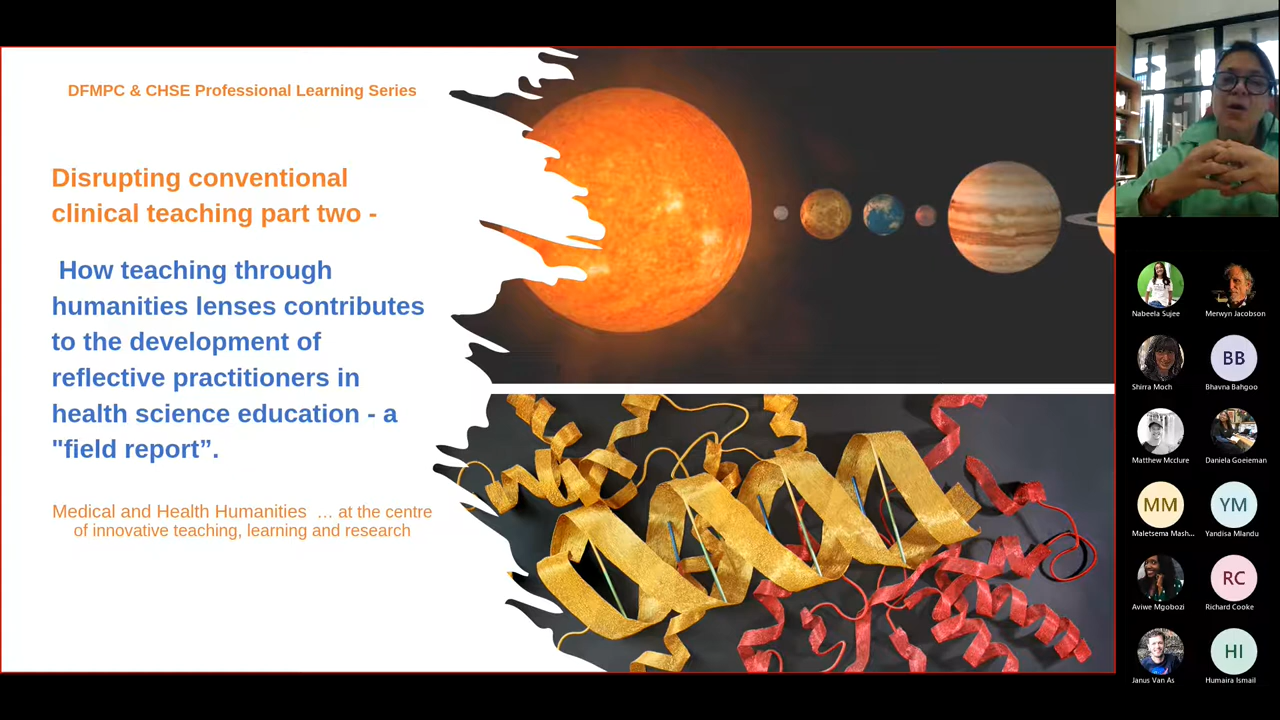 DFMPC & CHSE Professional Learning Series
Disrupting conventional
clinical teaching part two -
How teaching through
humanities lenses contributes
to the development of
reflective practitioners in
health science education - a
"field report”.
Medical and Health Humanities … at the centre
of innovative teaching, learning and research
Nabeela Sujee
Merwyn Jacobson
BB
Shirra Moch
Bhavna Bahgoo
Matthew Mcclure
Daniela Goeieman
MM
YM
Maletsema Mash...
Yandisa Mlandu
RC
Aviwe Mgobozi
Richard Cooke
HI
Janus Van As
Humaira Ismail